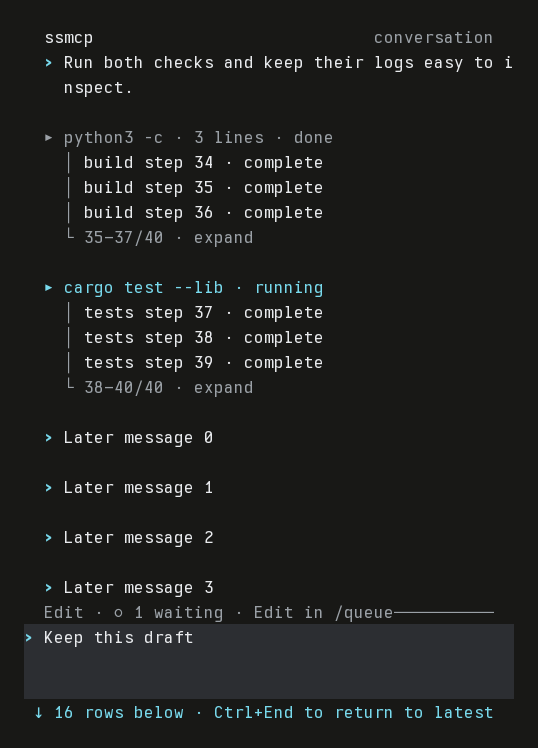 ssmcp conversation
› Run both checks and keep their logs easy to i
nspect.
▸ python3 -c · 3 lines · done
│ build step 34 · complete
│ build step 35 · complete
│ build step 36 · complete
└ 35–37/40 · expand
▸ cargo test --lib · running
│ tests step 37 · complete
│ tests step 38 · complete
│ tests step 39 · complete
└ 38–40/40 · expand
› Later message 0
› Later message 1
› Later message 2
› Later message 3
Edit · ○ 1 waiting · Edit in /queue──────────
› Keep this draft
↓ 16 rows below · Ctrl+End to return to latest